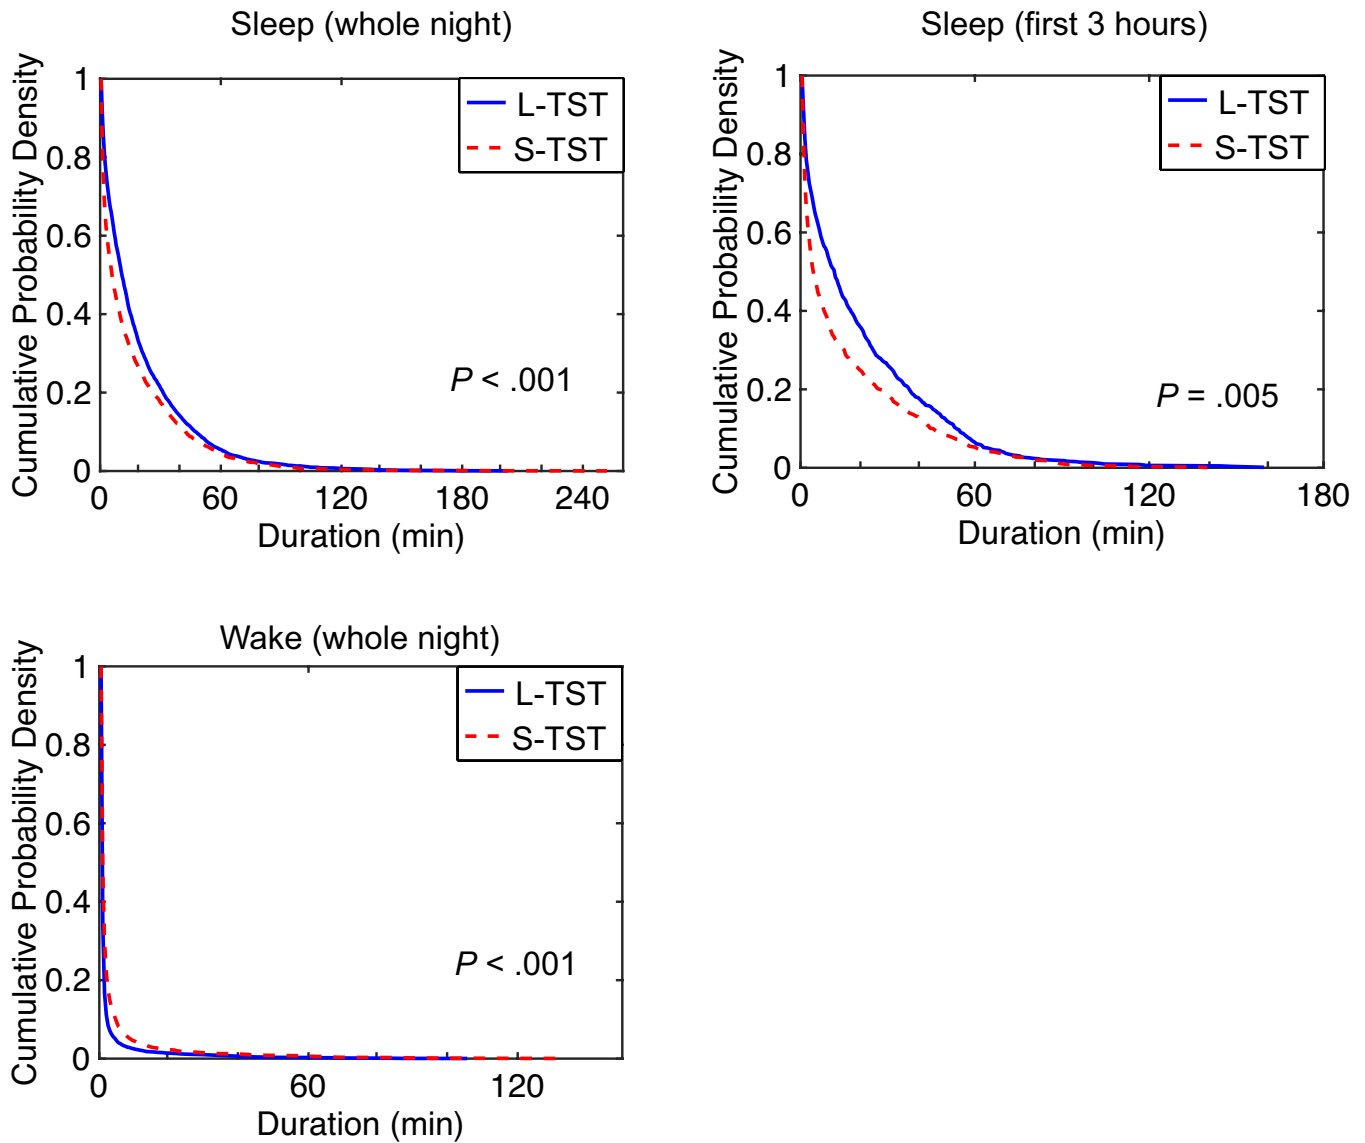 Sleep (whole night)
Cumulative Probability Density
1
0.8
0.6
0.4
0.2
0
L-TST
S-TST
P < .001
0 60 120 180 240
Duration (min)
Sleep (first 3 hours)
Cumulative Probability Density
1
0.8
0.6
0.4
0.2
0
L-TST
S-TST
P = .005
0 60 120 180
Duration (min)
Wake (whole night)
Cumulative Probability Density
1
0.8
0.6
0.4
0.2
0
L-TST
S-TST
P < .001
0 60 120
Duration (min)